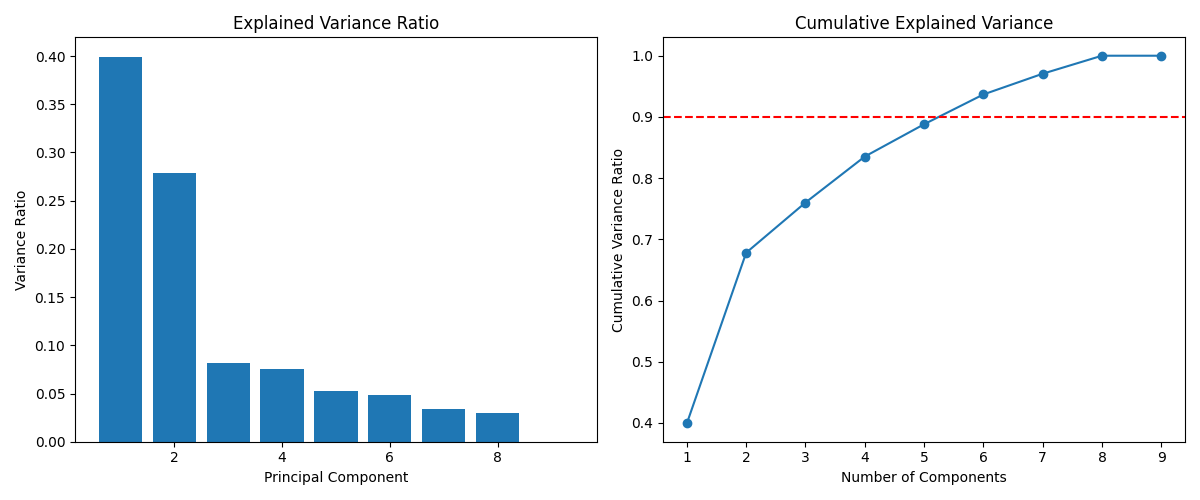 Explained Variance Ratio
Variance Ratio
0.40
0.35
0.30
0.25
0.20
0.15
0.10
0.05
0.00
2 4 6 8
Principal Component
Cumulative Explained Variance
Cumulative Variance Ratio
1.0
0.9
0.8
0.7
0.6
0.5
0.4
1 2 3 4 5 6 7 8 9
Number of Components